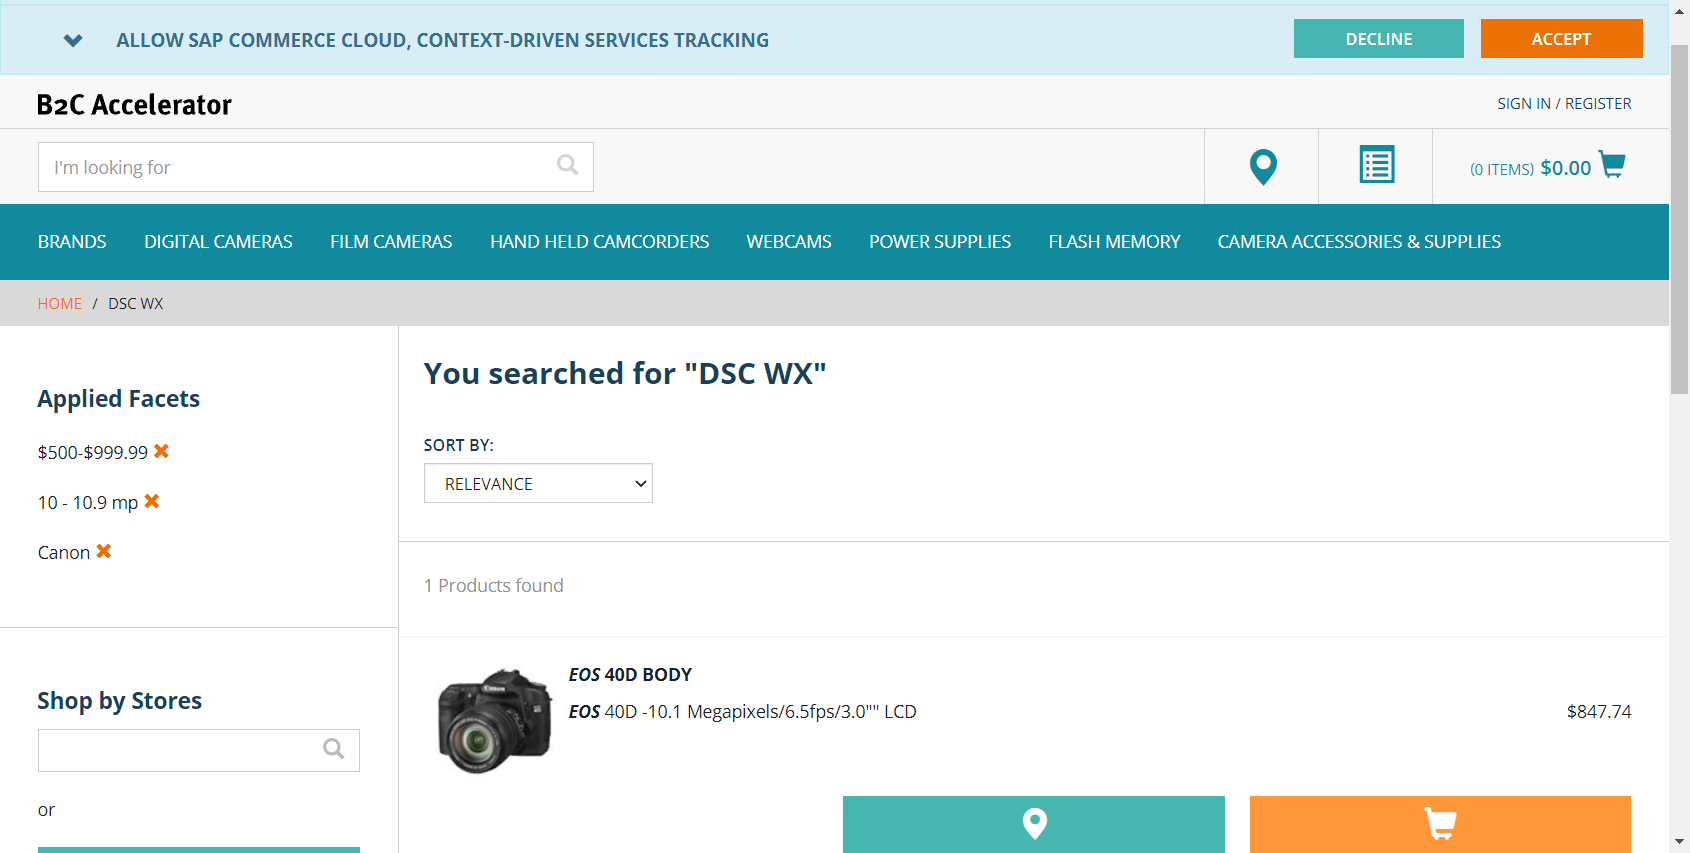 ALLOW SAP COMMERCE CLOUD, CONTEXT-DRIVEN SERVICES TRACKING
DECLINE
ACCEPT
B2C Accelerator
SIGN IN / REGISTER
I'm looking for
(0 ITEMS) $0.00
BRANDS DIGITAL CAMERAS FILM CAMERAS HAND HELD CAMCORDERS WEBCAMS POWER SUPPLIES FLASH MEMORY CAMERA ACCESSORIES & SUPPLIES
HOME / DSC WX
Applied Facets
$500-$999.99
10 - 10.9 mp
Canon
Shop by Stores
or
You searched for "DSC WX"
SORT BY:
RELEVANCE
1 Products found
EOS 40D BODY
EOS 40D -10.1 Megapixels/6.5fps/3.0"" LCD
$847.74
Canon